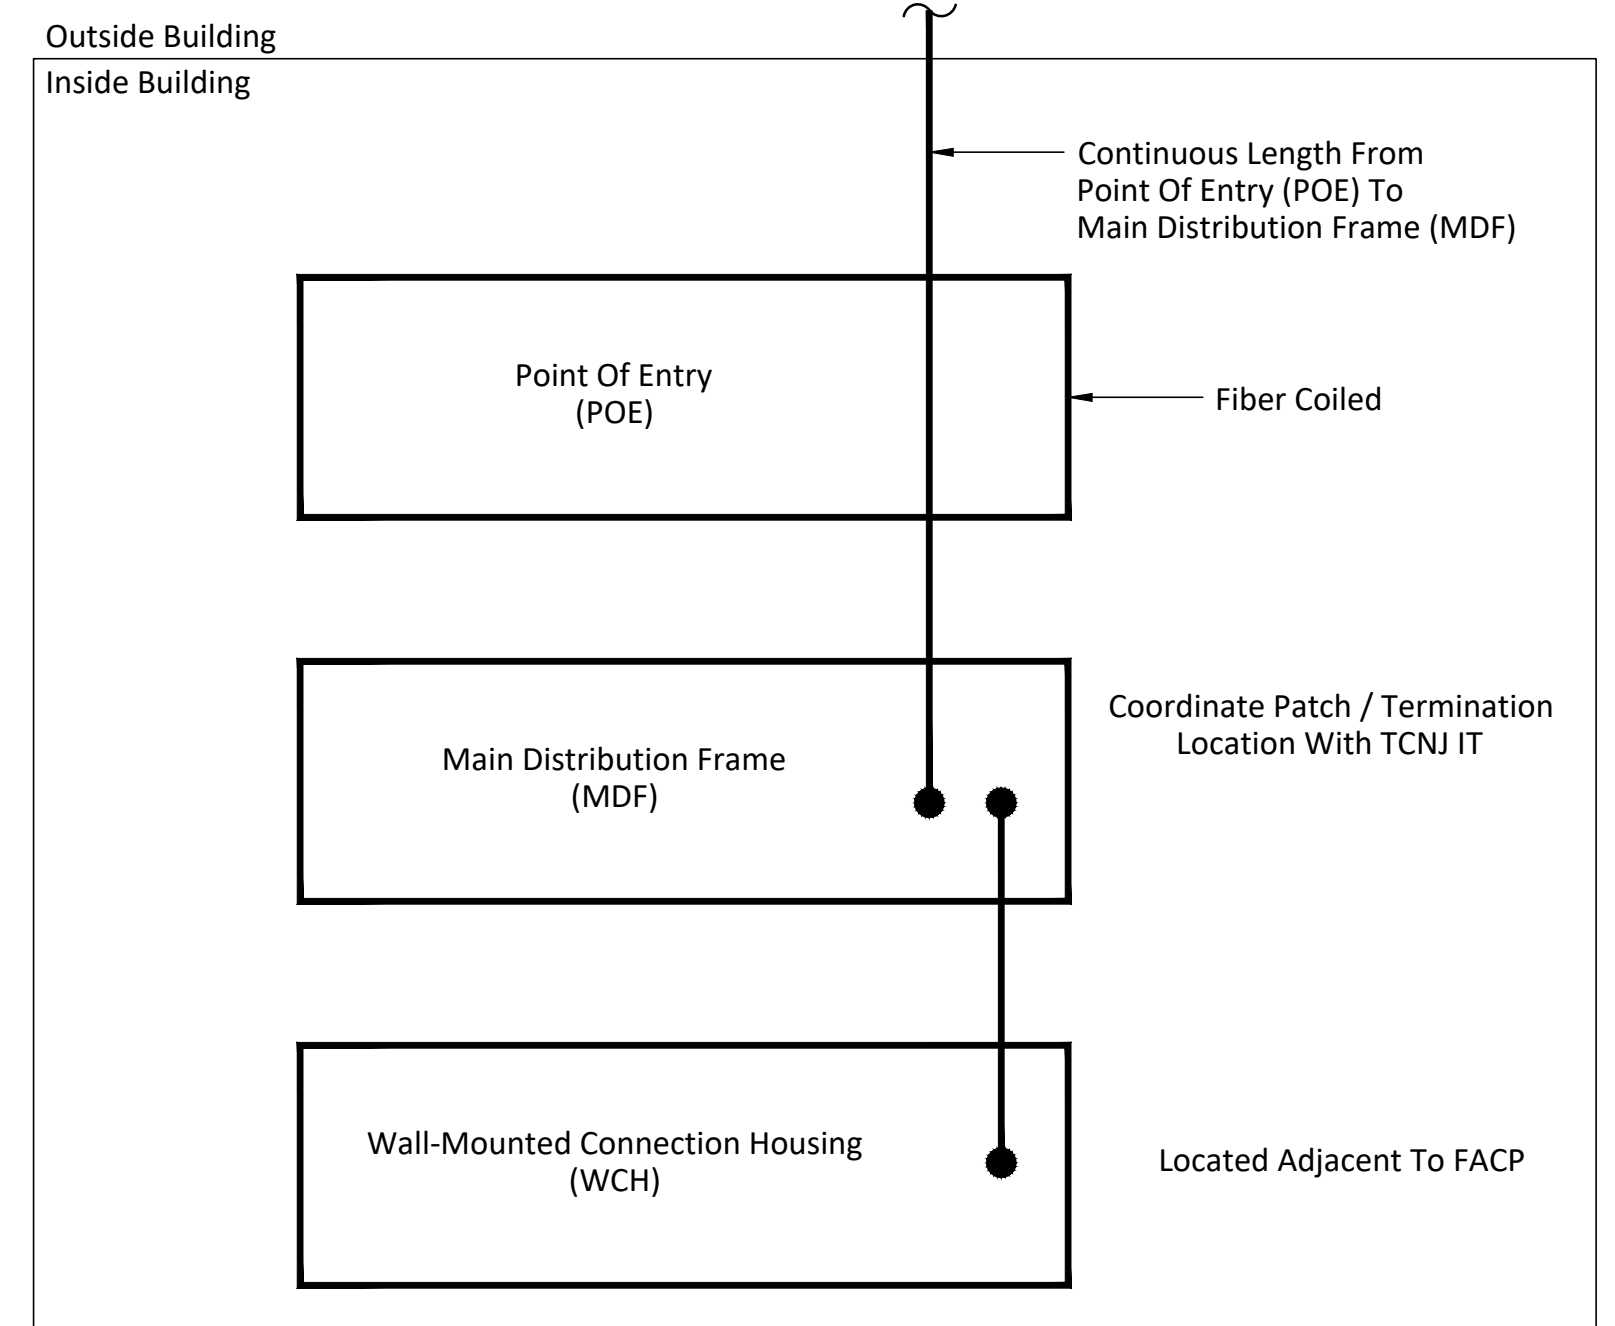 Outside Building
Inside Building
Continuous Length From
Point Of Entry (POE) To
Main Distribution Frame (MDF)
Point Of Entry
(POE)
Fiber Coiled
Coordinate Patch / Termination
Location With TCNJ IT
Main Distribution Frame
(MDF)
Wall-Mounted Connection Housing
(WCH)
Located Adjacent To FACP